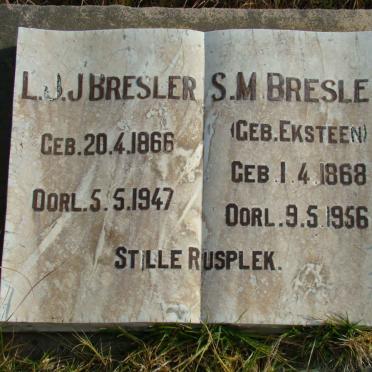 L.J.J BRESLER
GEB. 20.4.1866
OORL. 5.5.1947
S.M BRESLE
(GEB. EKSTEEN)
GEB 1.4.1868
OORL. 9.5.1956
STILLE RUSPLEK.